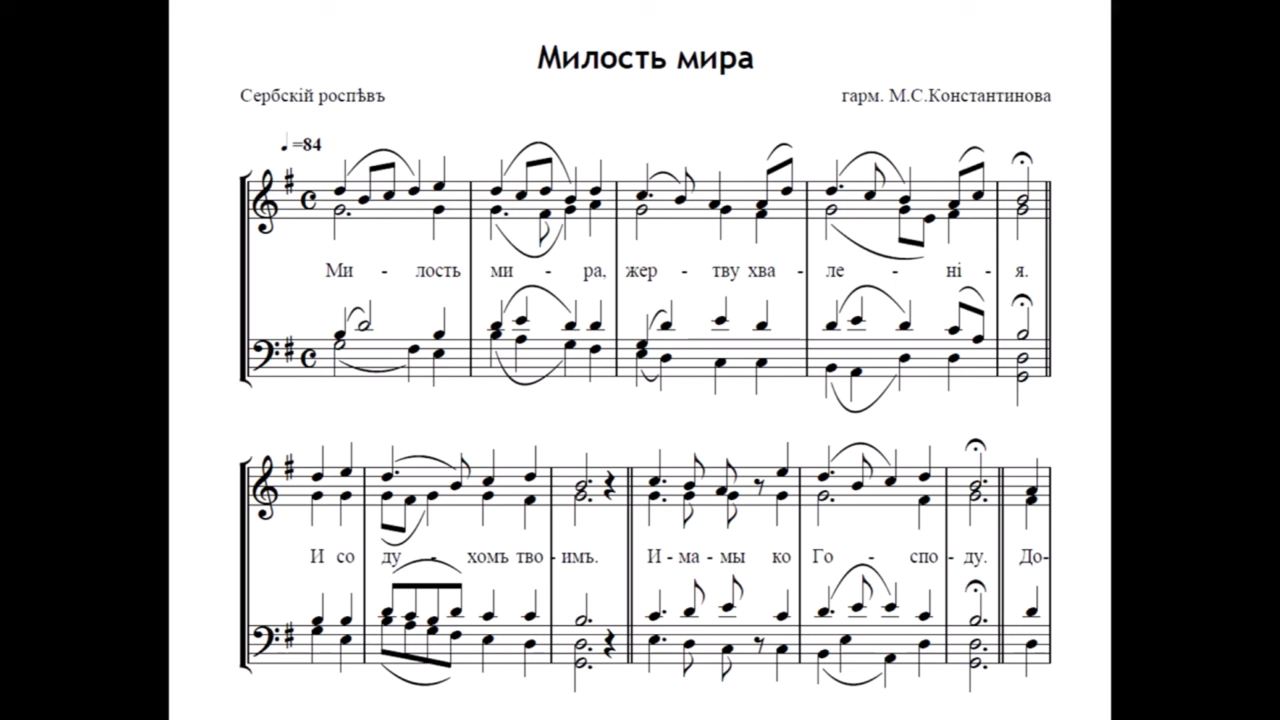 Милость мира
Сербскій роспѣвъ гарм. М.С.Константинова
=84
Ми - лость ми - ра, жер - тву хва - ле - ні - я.
И со ду - хомъ тво - имъ. И - ма - мы ко Го - спо - ду. До-